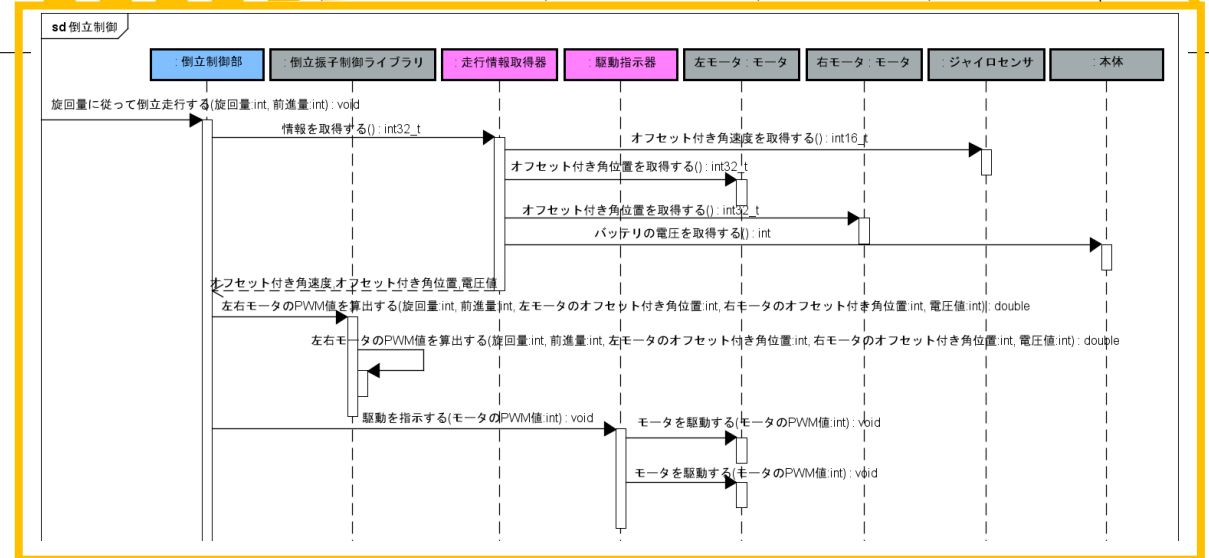 sd 倒立制御
: 倒立制御部
: 倒立振子制御ライブラリ
: 走行情報取得器
: 駆動指示器
左モータ : モータ
右モータ : モータ
: ジャイロセンサ
: 本体
旋回量に従って倒立走行する(旋回量:int, 前進量:int) : void
情報を取得する() : int32_t
オフセット付き角速度を取得する() : int16_t
オフセット付き角位置を取得する() : int32_t
オフセット付き角位置を取得する() : int32_t
バッテリの電圧を取得する() : int
オフセット付き角速度,オフセット付き角位置,電圧値
左右モータのPWM値を算出する(旋回量:int, 前進量:int, 左モータのオフセット付き角位置:int, 右モータのオフセット付き角位置:int, 電圧値:int) : double
左右モータのPWM値を算出する(旋回量:int, 前進量:int, 左モータのオフセット付き角位置:int, 右モータのオフセット付き角位置:int, 電圧値:int) : double
駆動を指示する(モータのPWM値:int) : void
モータを駆動する(モータのPWM値:int) : void
モータを駆動する(モータのPWM値:int) : void